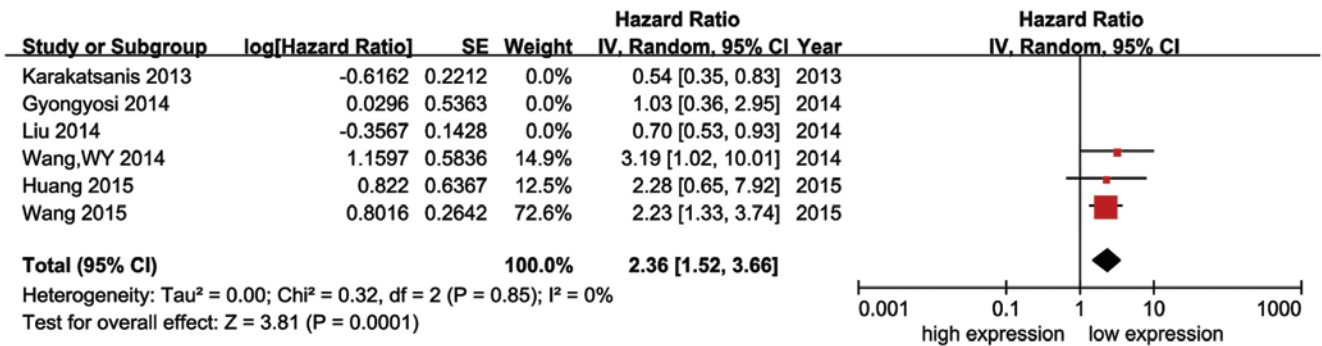 Hazard Ratio Hazard Ratio
Study or Subgroup log[Hazard Ratio] SE Weight IV, Random, 95% CI Year IV, Random, 95% CI
Karakatsanis 2013 -0.6162 0.2212 0.0% 0.54 [0.35, 0.83] 2013
Gyongyosi 2014 0.0296 0.5363 0.0% 1.03 [0.36, 2.95] 2014
Liu 2014 -0.3567 0.1428 0.0% 0.70 [0.53, 0.93] 2014
Wang,WY 2014 1.1597 0.5836 14.9% 3.19 [1.02, 10.01] 2014
Huang 2015 0.822 0.6367 12.5% 2.28 [0.65, 7.92] 2015
Wang 2015 0.8016 0.2642 72.6% 2.23 [1.33, 3.74] 2015
Total (95% CI) 100.0% 2.36 [1.52, 3.66]
Heterogeneity: Tau² = 0.00; Chi² = 0.32, df = 2 (P = 0.85); I² = 0%
Test for overall effect: Z = 3.81 (P = 0.0001)
0.001 0.1 1 10 1000
high expression low expression